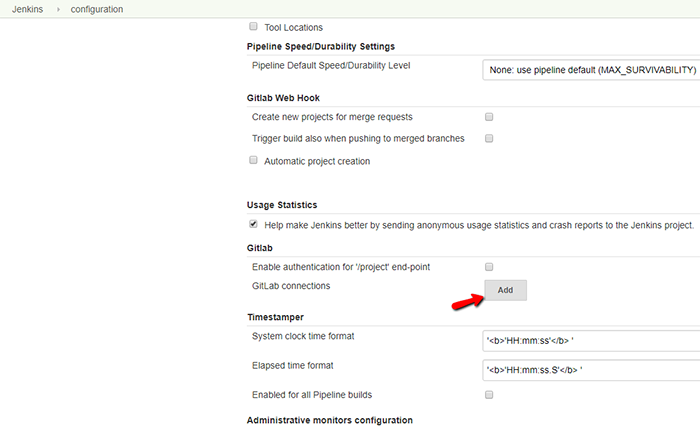 Jenkins configuration
Tool Locations
Pipeline Speed/Durability Settings
Pipeline Default Speed/Durability Level None: use pipeline default (MAX_SURVIVABILITY)
Gitlab Web Hook
Create new projects for merge requests
Trigger build also when pushing to merged branches
Automatic project creation
Usage Statistics
Help make Jenkins better by sending anonymous usage statistics and crash reports to the Jenkins project.
Gitlab
Enable authentication for '/project' end-point
GitLab connections Add
Timestamper
System clock time format '<b>'HH:mm:ss'</b> '
Elapsed time format '<b>'HH:mm:ss.S'</b> '
Enabled for all Pipeline builds
Administrative monitors configuration